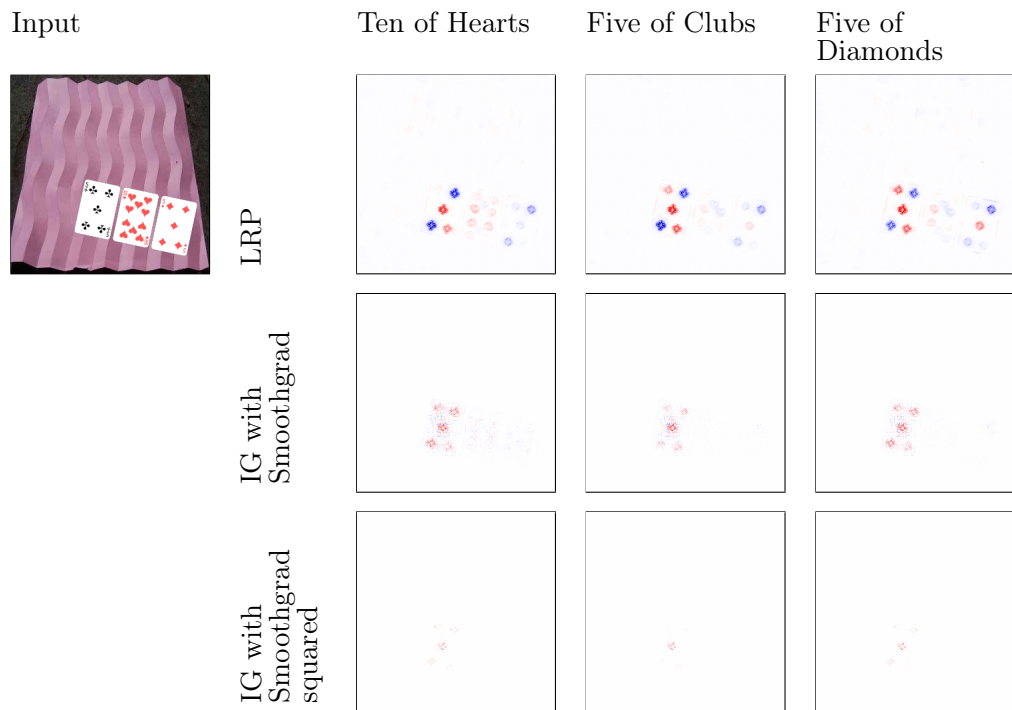 Input
Ten of Hearts
Five of Clubs
Five of
Diamonds
LRP
IG with
Smoothgrad
IG with
Smoothgrad
squared